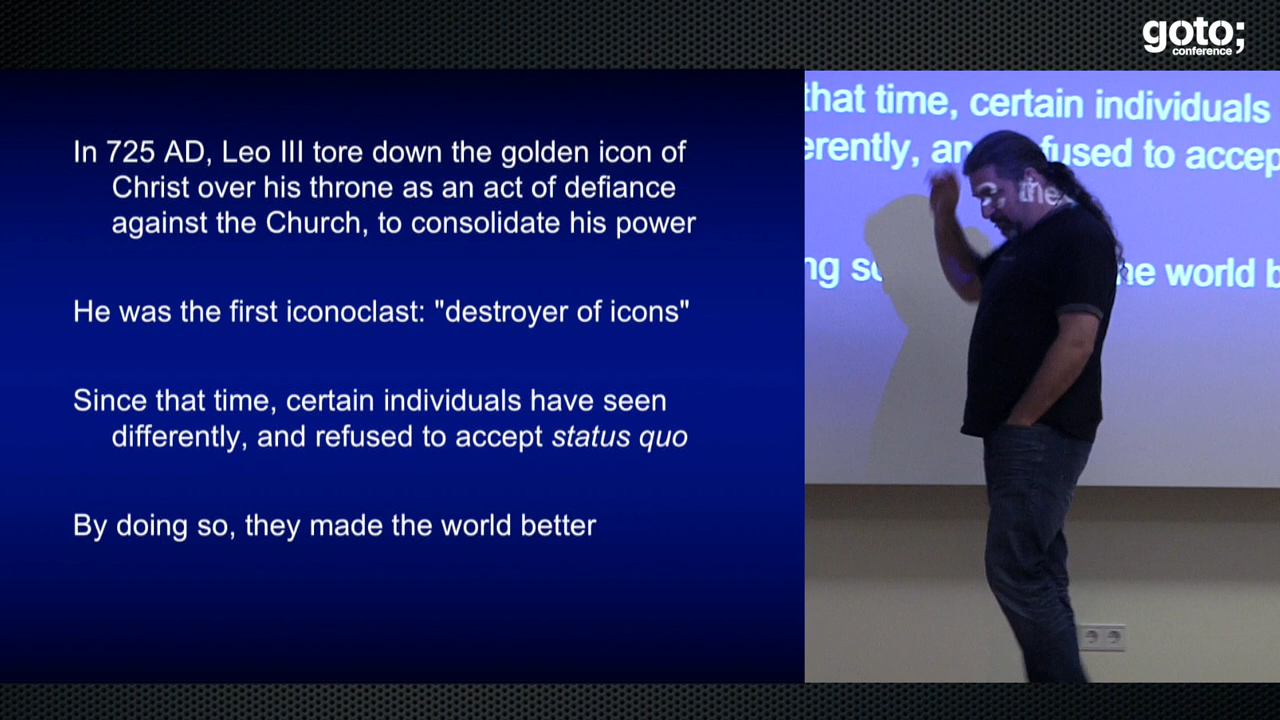 goto;
conference
In 725 AD, Leo III tore down the golden icon of
Christ over his throne as an act of defiance
against the Church, to consolidate his power
He was the first iconoclast: "destroyer of icons"
Since that time, certain individuals have seen
differently, and refused to accept status quo
By doing so, they made the world better
that time, certain individuals
erently, an fused to accep
the
ng so he world b